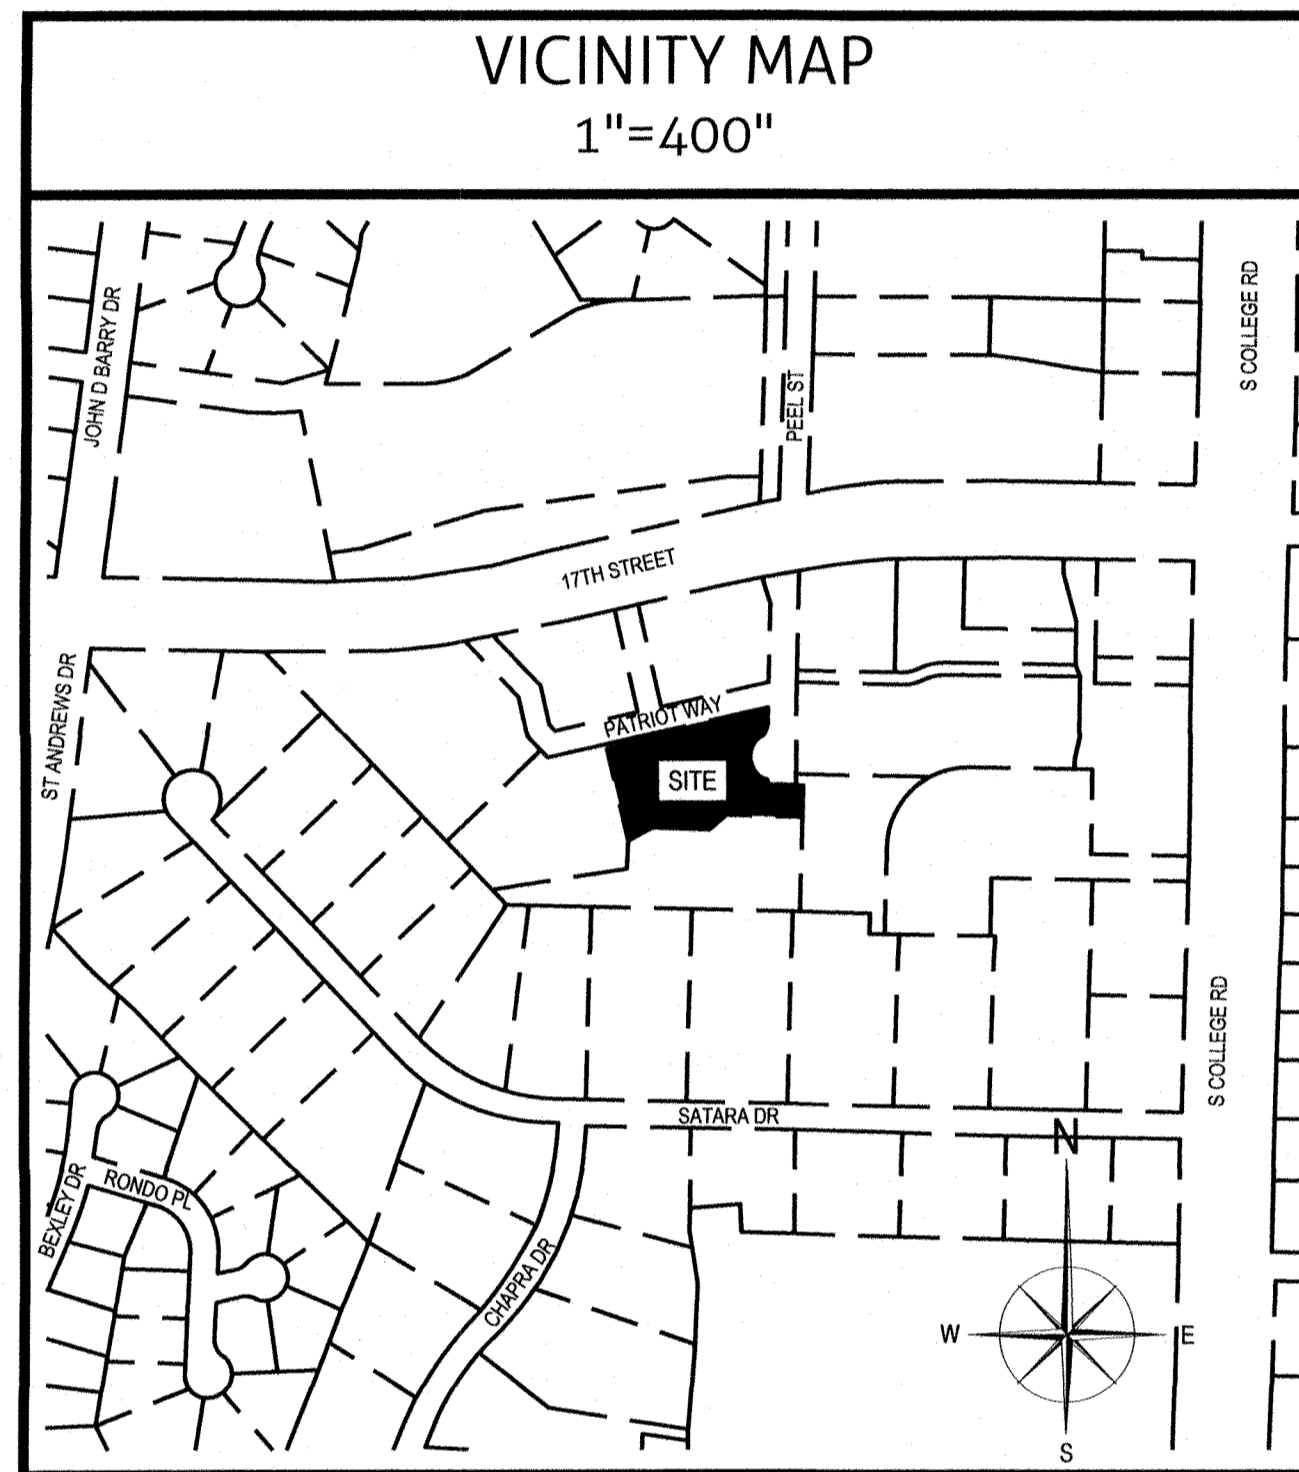 VICINITY MAP
1"=400"
JOHN D BARRY DR
S COLLEGE RD
PEEL ST
17TH STREET
ST ANDREWS DR
PATRIOT WAY
SITE
S COLLEGE RD
SATARA DR
N
RONDO PL
BEXLEY DR
CHAPRA DR
W
E
S